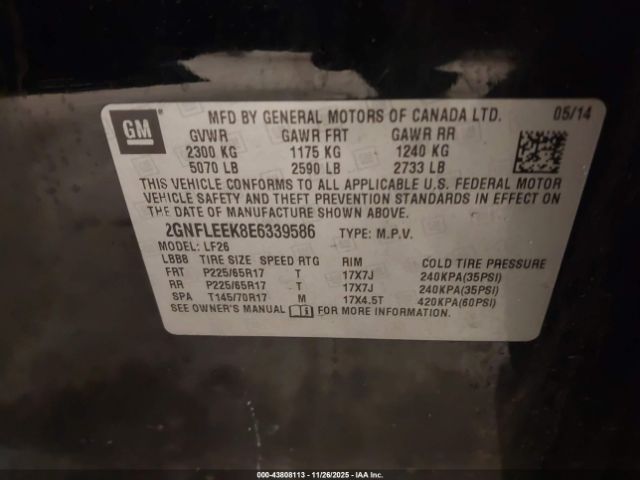 GM
MFD BY GENERAL MOTORS OF CANADA LTD. 05/14
GVWR GAWR FRT GAWR RR
2300 KG 1175 KG 1240 KG
5070 LB 2590 LB 2733 LB
THIS VEHICLE CONFORMS TO ALL APPLICABLE U.S. FEDERAL MOTOR
VEHICLE SAFETY AND THEFT PREVENTION STANDARDS IN EFFECT
ON THE DATE OF MANUFACTURE SHOWN ABOVE.
2GNFLEEK8E6339586 TYPE: M.P.V.
MODEL: LF26
LBB8 TIRE SIZE SPEED RTG RIM COLD TIRE PRESSURE
FRT P225/65R17 T 17X7J 240KPA(35PSI)
RR P225/65R17 T 17X7J 240KPA(35PSI)
SPA T145/70R17 M 17X4.5T 420KPA(60PSI)
SEE OWNER'S MANUAL FOR MORE INFORMATION.
000-43808113 - 11/26/2025 - IAA Inc.